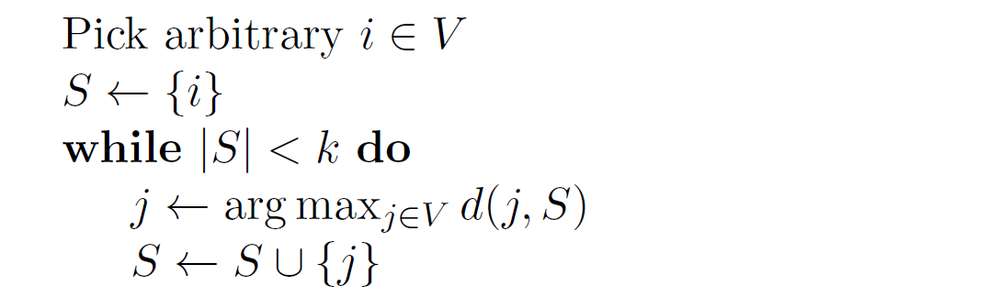 Pick arbitrary i ∈ V
S ← {i}
while |S| < k do
j ← arg max_{j∈V} d(j, S)
S ← S ∪ {j}